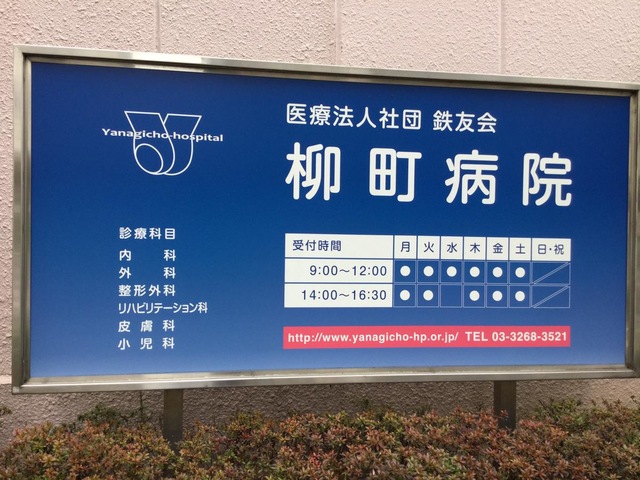 Yanagicho-hospital
医療法人社団 鉄友会
柳町病院
診療科目
内科
外科
整形外科
リハビリテーション科
皮膚科
小児科
受付時間 月 火 水 木 金 土 日・祝
9:00〜12:00 ● ● ● ● ● ● ／
14:00〜16:30 ● ● ● ● ● ／
http://www.yanagicho-hp.or.jp/ TEL 03-3268-3521